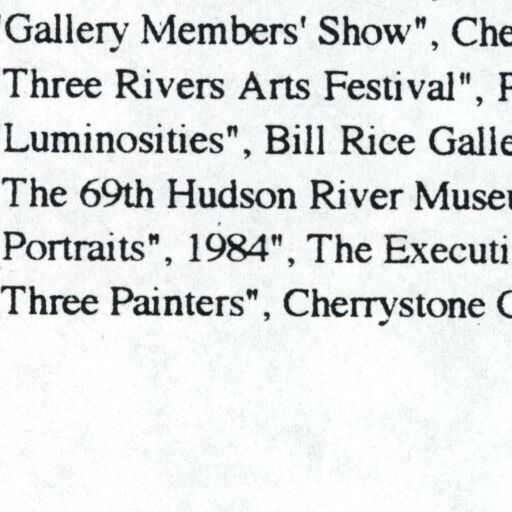 "Gallery Members' Show", Che
Three Rivers Arts Festival", P
Luminosities", Bill Rice Galle
The 69th Hudson River Museu
Portraits", 1984", The Executi
Three Painters", Cherrystone G